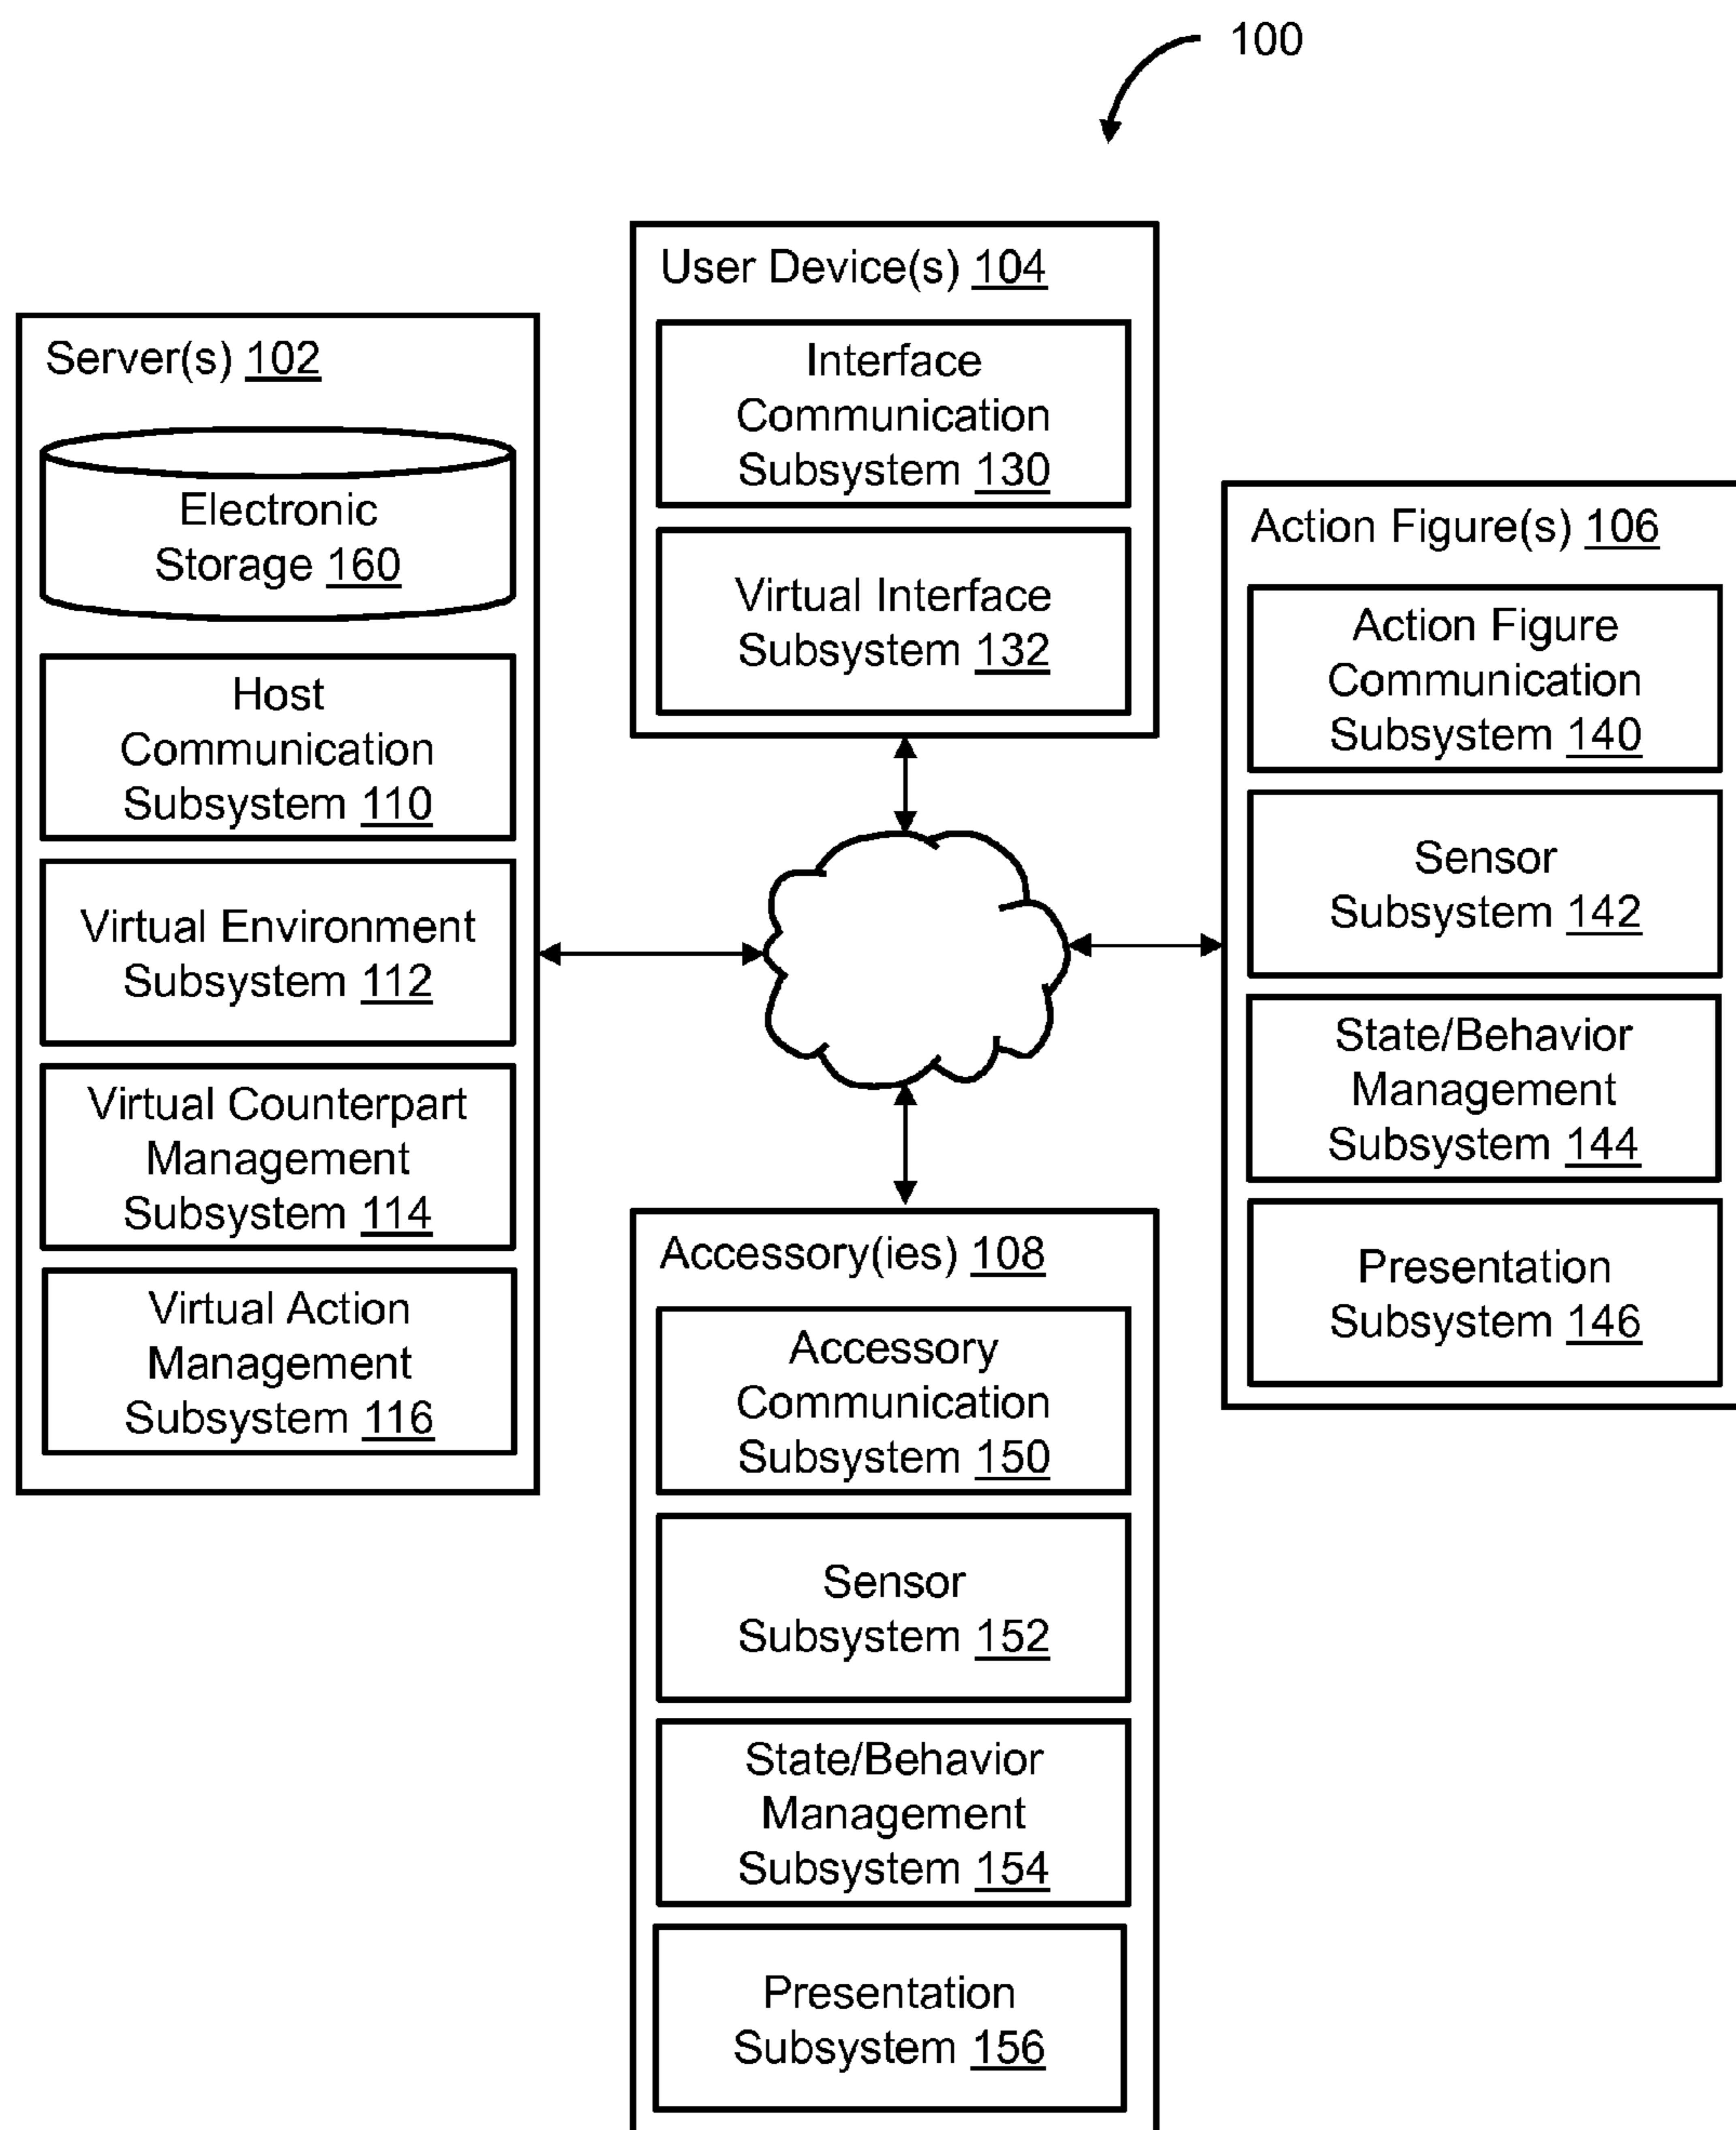 100
User Device(s) 104
Interface
Communication
Subsystem 130
Virtual Interface
Subsystem 132
Server(s) 102
Electronic
Storage 160
Host
Communication
Subsystem 110
Virtual Environment
Subsystem 112
Virtual Counterpart
Management
Subsystem 114
Virtual Action
Management
Subsystem 116
Action Figure(s) 106
Action Figure
Communication
Subsystem 140
Sensor
Subsystem 142
State/Behavior
Management
Subsystem 144
Presentation
Subsystem 146
Accessory(ies) 108
Accessory
Communication
Subsystem 150
Sensor
Subsystem 152
State/Behavior
Management
Subsystem 154
Presentation
Subsystem 156